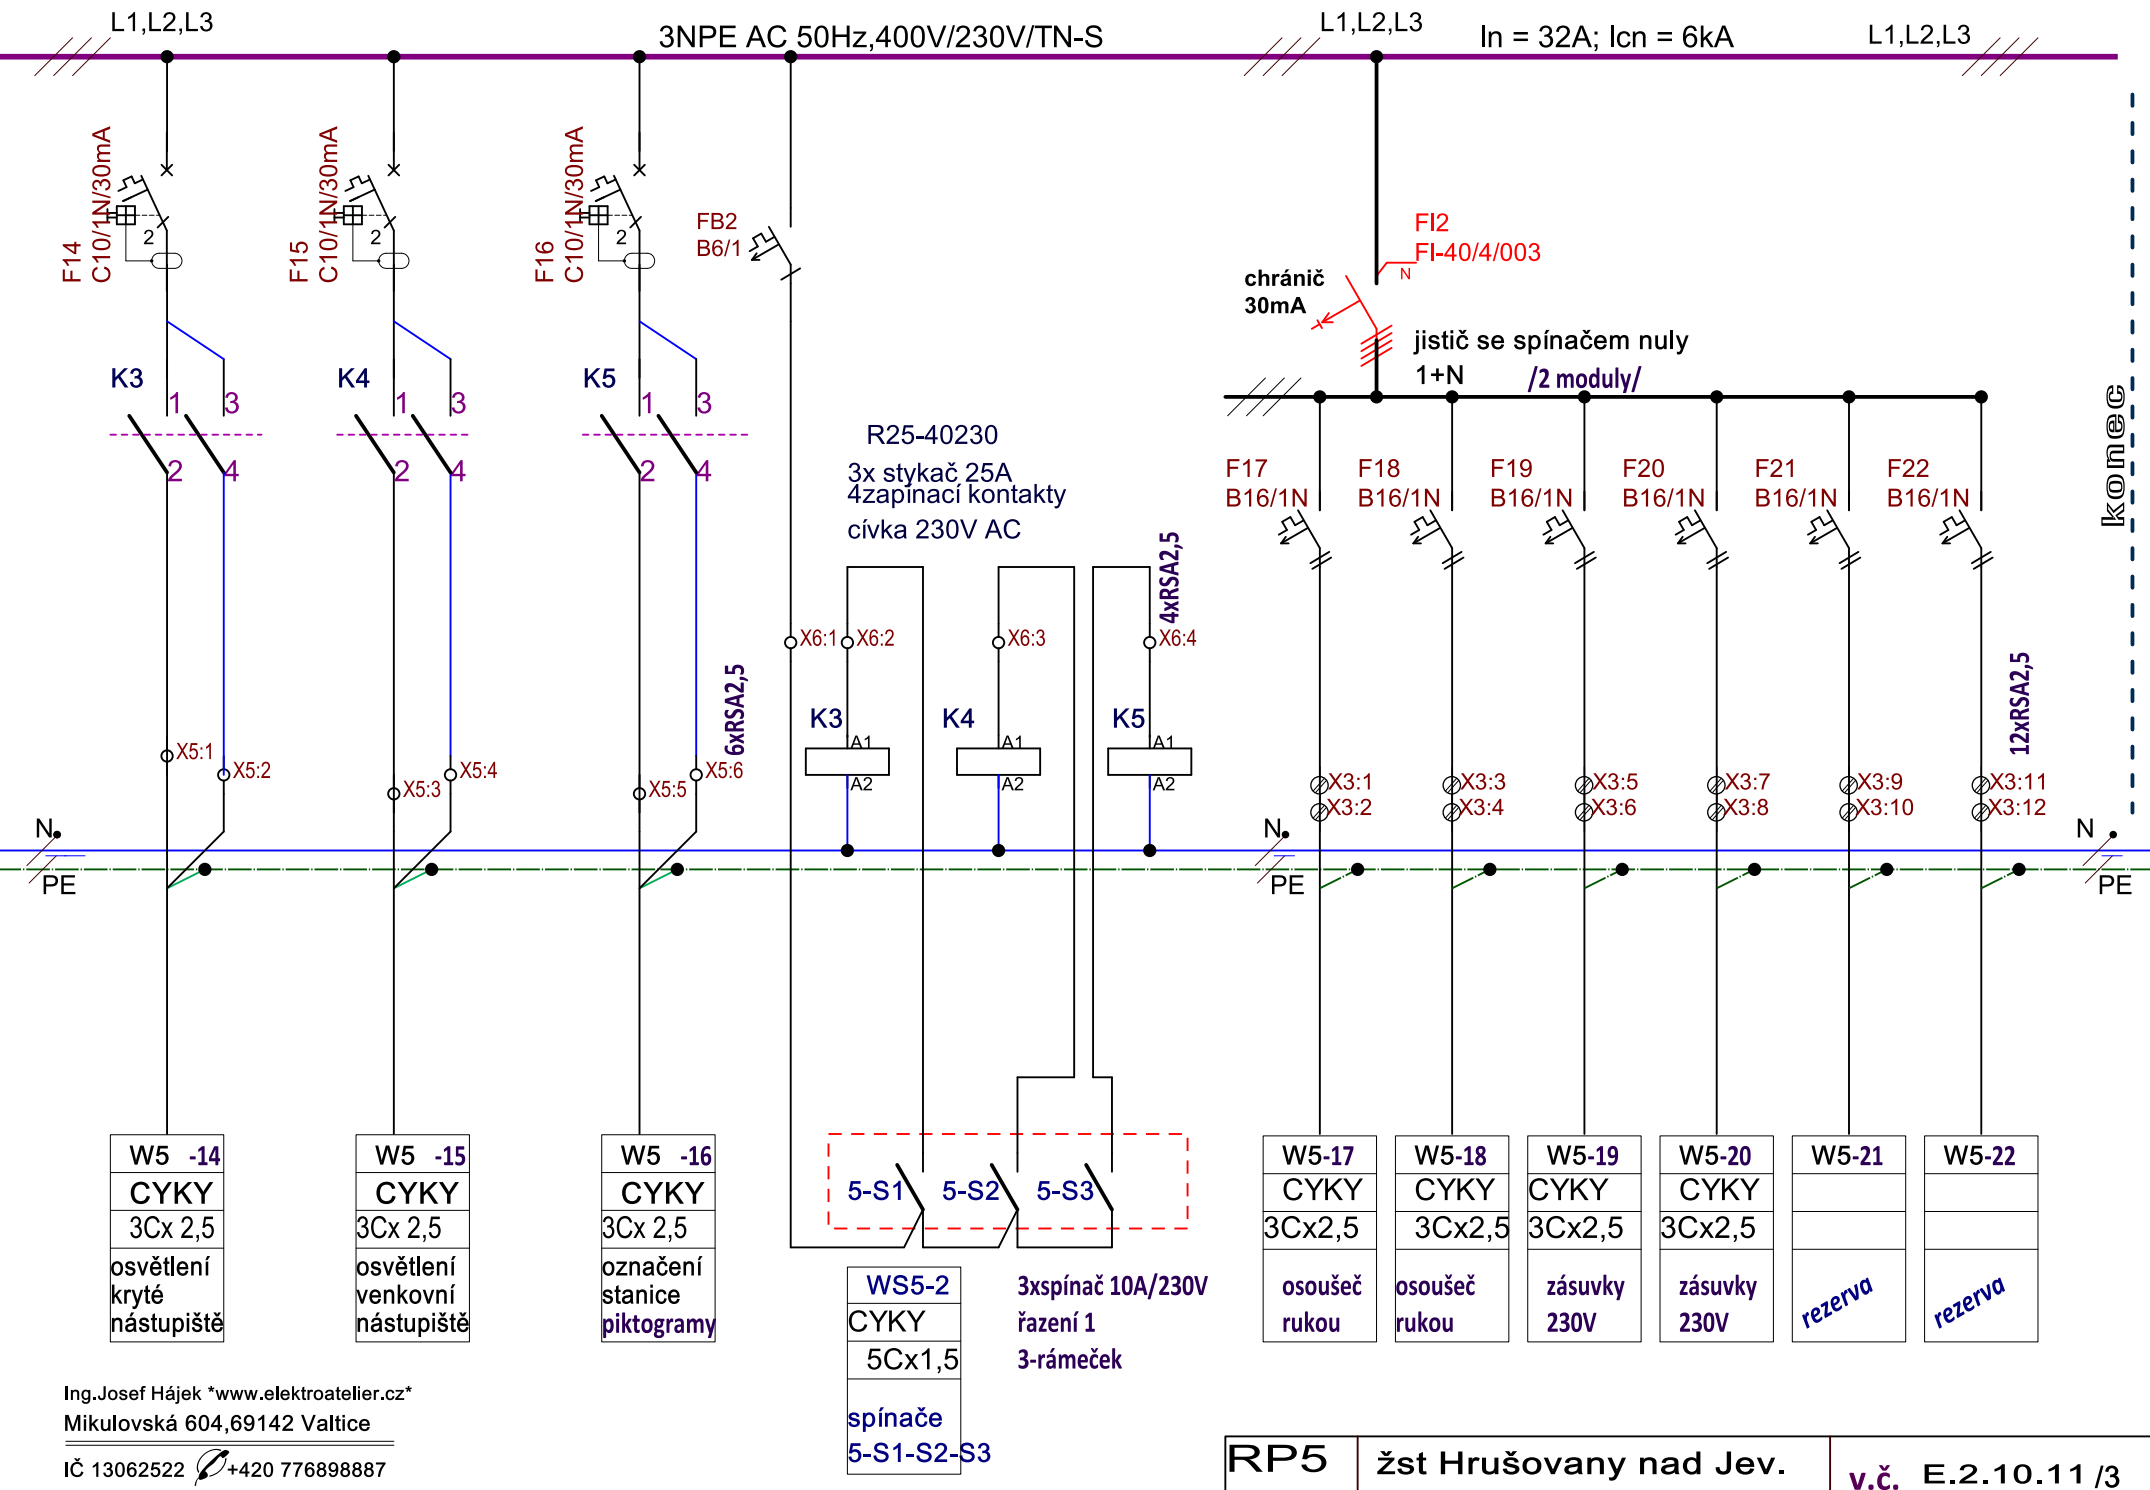 L1,L2,L3
3NPE AC 50Hz,400V/230V/TN-S
L1,L2,L3
In = 32A; Icn = 6kA
L1,L2,L3
F14
C10/1N/30mA
2
F15
C10/1N/30mA
2
F16
C10/1N/30mA
2
FB2
B6/1
FI2
FI-40/4/003
N
chránič
30mA
jistič se spínačem nuly
1+N
/2 moduly/
konec
K3
1
3
2
4
K4
1
3
2
4
K5
1
3
2
4
R25-40230
3x stykač 25A
4zapínací kontakty
cívka 230V AC
F17
B16/1N
F18
B16/1N
F19
B16/1N
F20
B16/1N
F21
B16/1N
F22
B16/1N
4xRSA2,5
X6:1
X6:2
X6:3
X6:4
6xRSA2,5
12xRSA2,5
K3
A1
A2
K4
A1
A2
K5
A1
A2
X5:1
X5:2
X5:3
X5:4
X5:5
X5:6
X3:1
X3:2
X3:3
X3:4
X3:5
X3:6
X3:7
X3:8
X3:9
X3:10
X3:11
X3:12
N
PE
N
PE
N
PE
W5 -14
CYKY
3Cx 2,5
osvětlení
kryté
nástupiště
W5 -15
CYKY
3Cx 2,5
osvětlení
venkovní
nástupiště
W5 -16
CYKY
3Cx 2,5
označení
stanice
piktogramy
5-S1
5-S2
5-S3
WS5-2
CYKY
5Cx1,5
spínače
5-S1-S2-S3
3xspínač 10A/230V
řazení 1
3-rámeček
W5-17
CYKY
3Cx2,5
osoušeč
rukou
W5-18
CYKY
3Cx2,5
osoušeč
rukou
W5-19
CYKY
3Cx2,5
zásuvky
230V
W5-20
CYKY
3Cx2,5
zásuvky
230V
W5-21
rezerva
W5-22
rezerva
Ing.Josef Hájek *www.elektroatelier.cz*
Mikulovská 604,69142 Valtice
IČ 13062522 +420 776898887
RP5
žst Hrušovany nad Jev.
v.č. E.2.10.11 /3